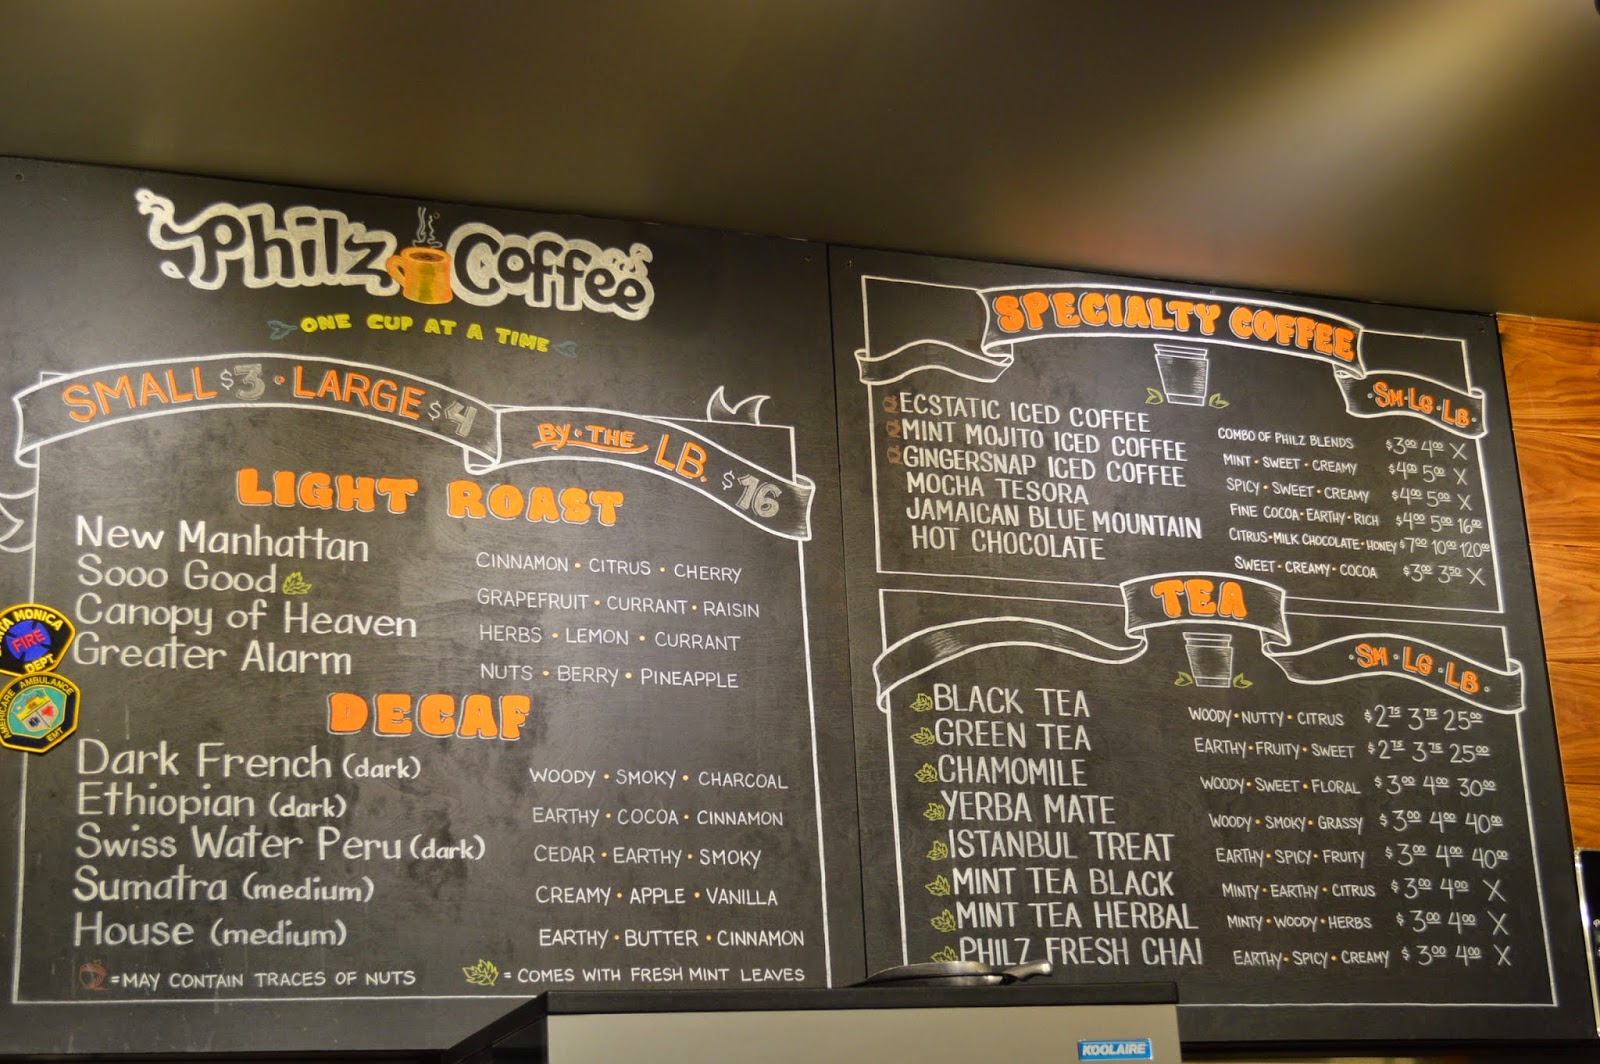 Philz Coffee
ONE CUP AT A TIME
SMALL $3 • LARGE $4
BY • THE LB. $16
LIGHT ROAST
New Manhattan CINNAMON • CITRUS • CHERRY
Sooo Good GRAPEFRUIT • CURRANT • RAISIN
Canopy of Heaven HERBS • LEMON • CURRANT
Greater Alarm NUTS • BERRY • PINEAPPLE
DECAF
Dark French (dark) WOODY • SMOKY • CHARCOAL
Ethiopian (dark) EARTHY • COCOA • CINNAMON
Swiss Water Peru (dark) CEDAR • EARTHY • SMOKY
Sumatra (medium) CREAMY • APPLE • VANILLA
House (medium) EARTHY • BUTTER • CINNAMON
= MAY CONTAIN TRACES OF NUTS
= COMES WITH FRESH MINT LEAVES
MONICA
FIRE
DEPT
AMERICARE AMBULANCE
EMT
SPECIALTY COFFEE
SM • LG • LB
ECSTATIC ICED COFFEE COMBO OF PHILZ BLENDS $3.00 4.00 X
MINT MOJITO ICED COFFEE MINT • SWEET • CREAMY $4.00 5.00 X
GINGERSNAP ICED COFFEE SPICY • SWEET • CREAMY $4.00 5.00 X
MOCHA TESORA FINE COCOA • EARTHY • RICH $4.00 5.00 16.00
JAMAICAN BLUE MOUNTAIN CITRUS • MILK CHOCOLATE • HONEY $7.00 10.00 120.00
HOT CHOCOLATE SWEET • CREAMY • COCOA $3.00 3.50 X
TEA
• SM • LG • LB •
BLACK TEA WOODY • NUTTY • CITRUS $2.75 3.75 25.00
GREEN TEA EARTHY • FRUITY • SWEET $2.75 3.75 25.00
CHAMOMILE WOODY • SWEET • FLORAL $3.00 4.00 30.00
YERBA MATE WOODY • SMOKY • GRASSY $3.00 4.00 40.00
ISTANBUL TREAT EARTHY • SPICY • FRUITY $3.00 4.00 40.00
MINT TEA BLACK MINTY • EARTHY • CITRUS $3.00 4.00 X
MINT TEA HERBAL MINTY • WOODY • HERBS $3.00 4.00 X
PHILZ FRESH CHAI EARTHY • SPICY • CREAMY $3.00 4.00 X
KOOLAIRE